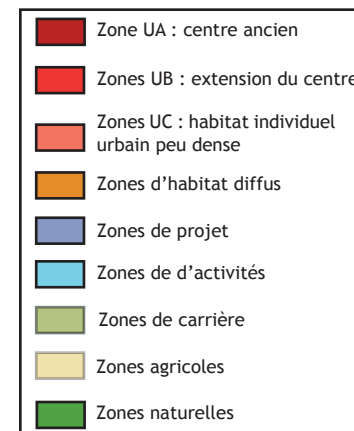 Zone UA : centre ancien
Zones UB : extension du centre
Zones UC : habitat individuel
urbain peu dense
Zones d’habitat diffus
Zones de projet
Zones de d’activités
Zones de carrière
Zones agricoles
Zones naturelles